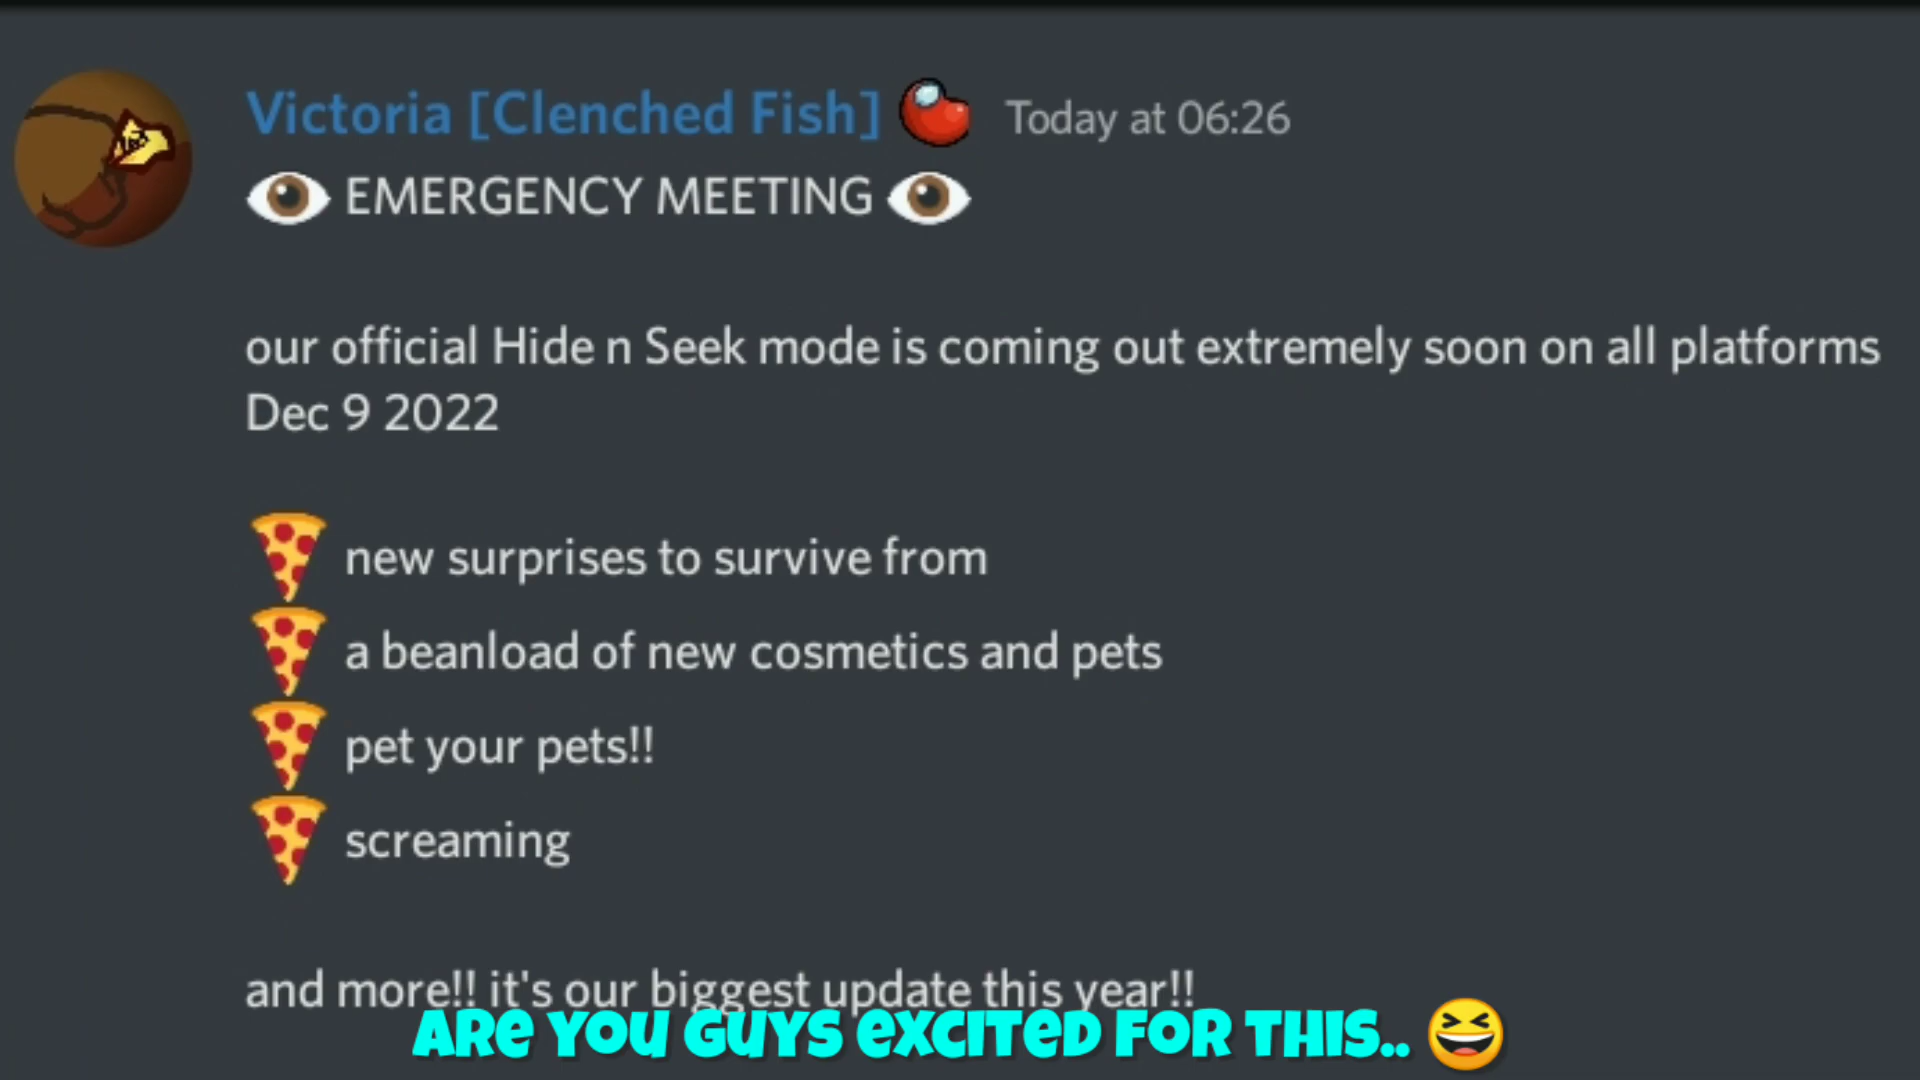 Victoria [Clenched Fish] Today at 06:26
EMERGENCY MEETING
our official Hide n Seek mode is coming out extremely soon on all platforms
Dec 9 2022
new surprises to survive from
a beanload of new cosmetics and pets
pet your pets!!
screaming
and more!! it's our biggest update this year!!
ARE YOU GUYS EXCITED FOR THIS..